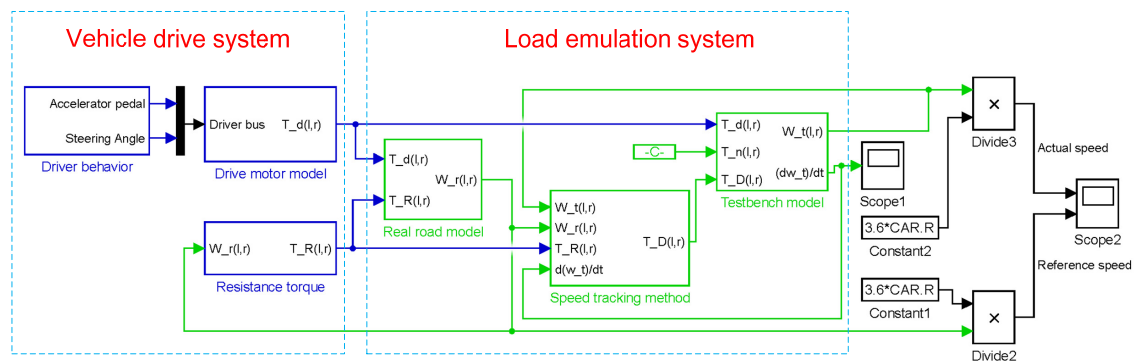 Vehicle drive system
Load emulation system
Accelerator pedal
Steering Angle
Driver behavior
Driver bus
T_d(l,r)
Drive motor model
W_r(l,r)
T_R(l,r)
Resistance torque
T_d(l,r)
T_R(l,r)
W_r(l,r)
Real road model
-C-
W_t(l,r)
W_r(l,r)
T_R(l,r)
d(w_t)/dt
T_D(l,r)
Speed tracking method
T_d(l,r)
T_n(l,r)
T_D(l,r)
W_t(l,r)
(dw_t)/dt
Testbench model
Scope1
×
Divide3
3.6*CAR.R
Constant2
3.6*CAR.R
Constant1
×
Divide2
Actual speed
Scope2
Reference speed